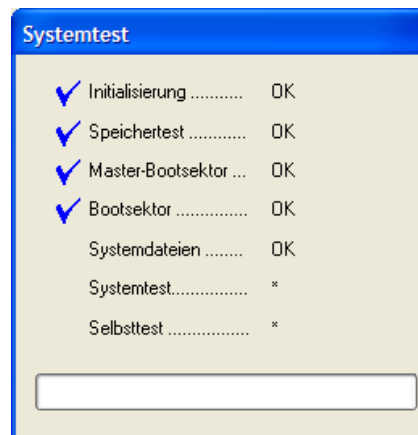 Systemtest
Initialisierung .......... OK
Speichertest ........... OK
Master-Bootsektor ... OK
Bootsektor .............. OK
Systemdateien ........ OK
Systemtest................ *
Selbsttest ................. *